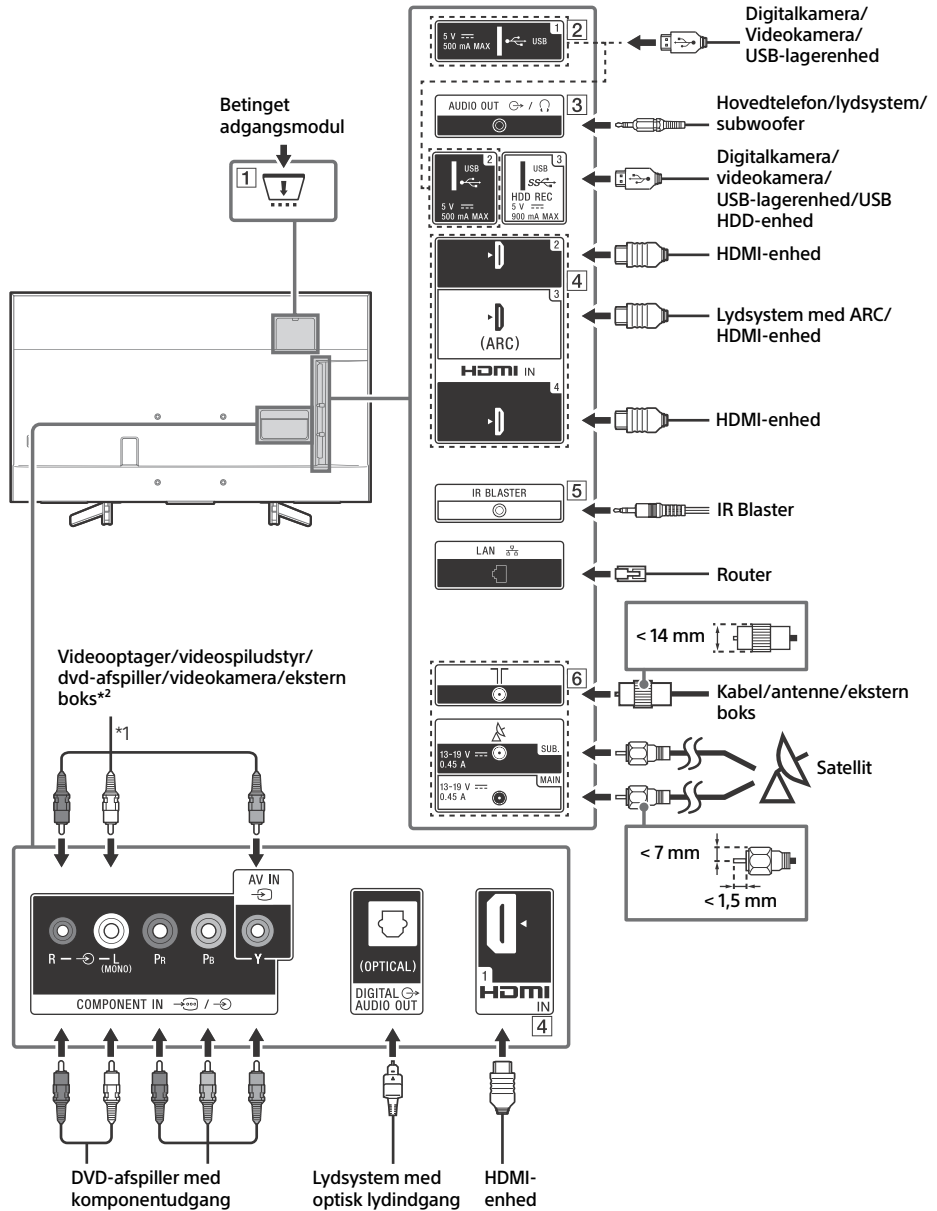 Betinget
adgangsmodul
1
5 V
500 mA MAX
USB
1
2
Digitalkamera/
Videokamera/
USB-lagerenhed
AUDIO OUT /
3
Hovedtelefon/lydsystem/
subwoofer
2
USB
5 V
500 mA MAX
3
USB
SS
HDD REC
5 V
900 mA MAX
Digitalkamera/
videokamera/
USB-lagerenhed/USB
HDD-enhed
2
HDMI-enhed
4
3
(ARC)
Lydsystem med ARC/
HDMI-enhed
HDMI IN
4
HDMI-enhed
IR BLASTER
5
IR Blaster
LAN
Router
< 14 mm
6
Kabel/antenne/ekstern
boks
13-19 V
0.45 A
SUB.
MAIN
13-19 V
0.45 A
Satellit
< 7 mm
< 1,5 mm
Videooptager/videospiludstyr/
dvd-afspiller/videokamera/ekstern
boks*2
*1
AV IN
R
L
(MONO)
PR
PB
Y
COMPONENT IN /
(OPTICAL)
DIGITAL
AUDIO OUT
1
HDMI
IN
4
DVD-afspiller med
komponentudgang
Lydsystem med
optisk lydindgang
HDMI-
enhed